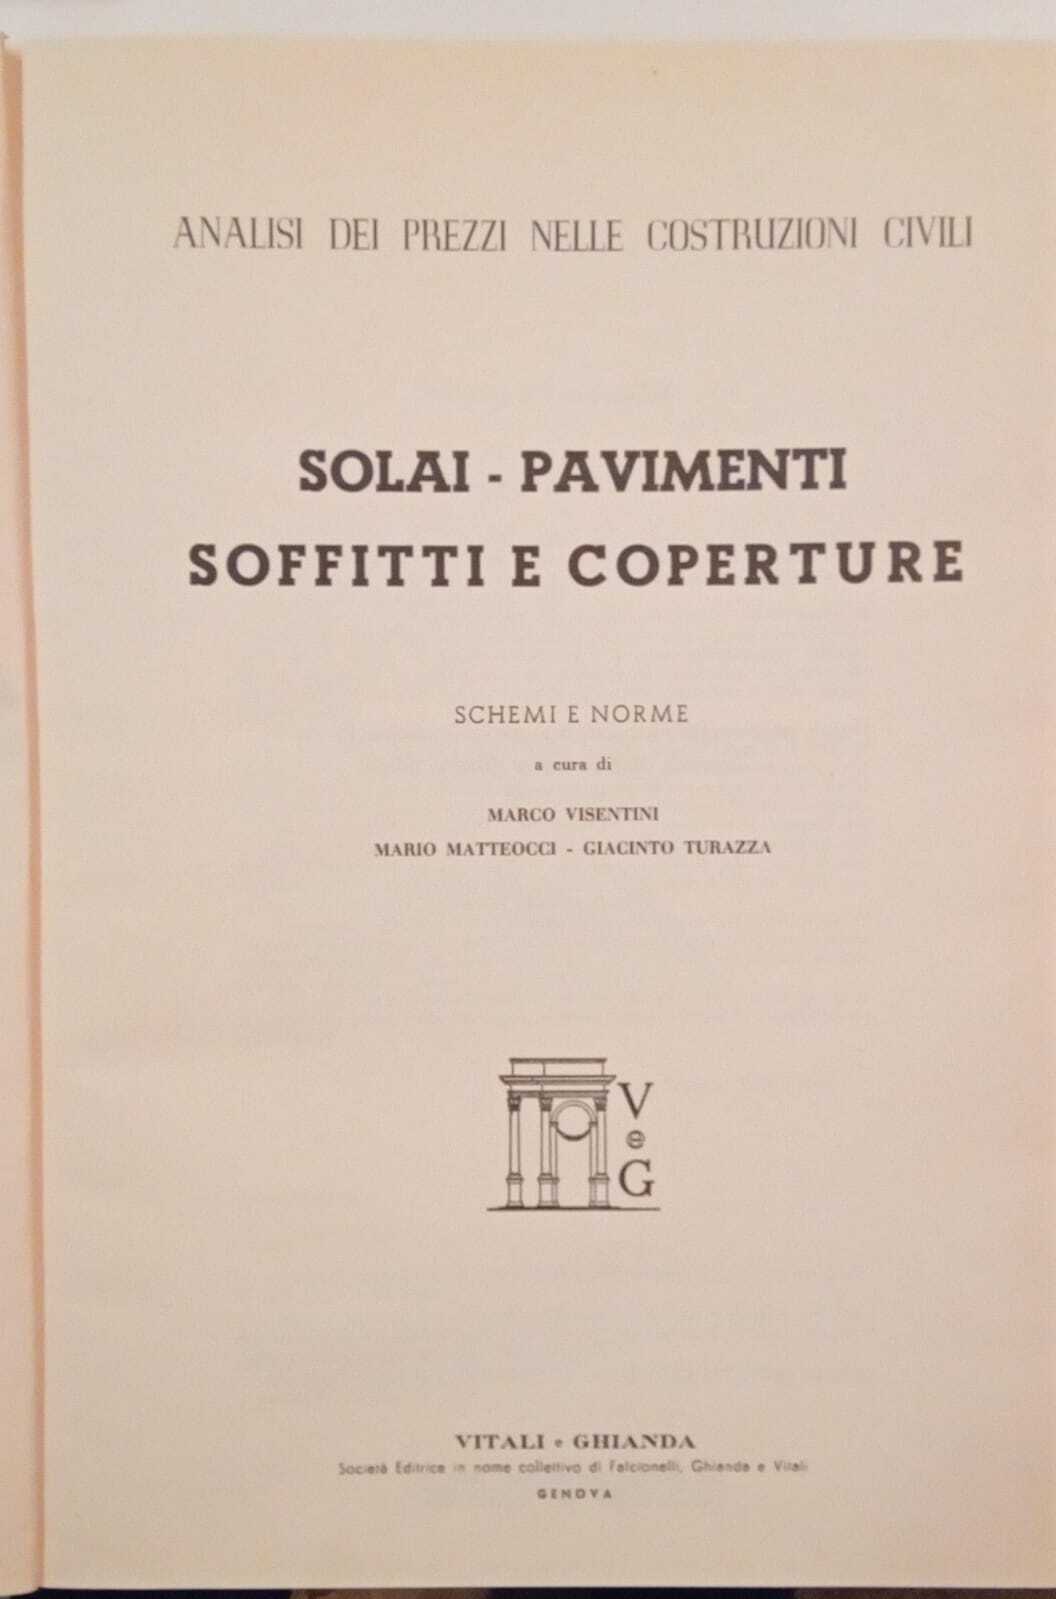 ANALISI DEI PREZZI NELLE COSTRUZIONI CIVILI
SOLAI - PAVIMENTI
SOFFITTI E COPERTURE
SCHEMI E NORME
a cura di
MARCO VISENTINI
MARIO MATTEOCCI - GIACINTO TURAZZA
V
e
G
VITALI e GHIANDA
Società Editrice in nome collettivo di Falcionelli, Ghianda e Vitali
GENOVA